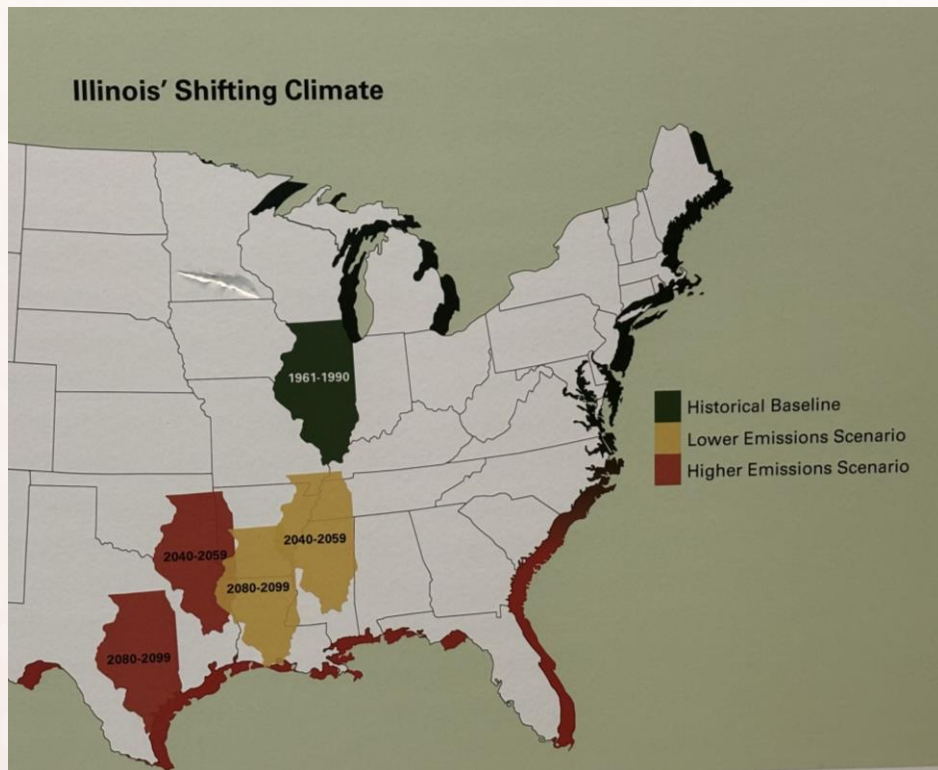 Illinois’ Shifting Climate
1961-1990
Historical Baseline
Lower Emissions Scenario
Higher Emissions Scenario
2040-2059
2040-2059
2080-2099
2080-2099